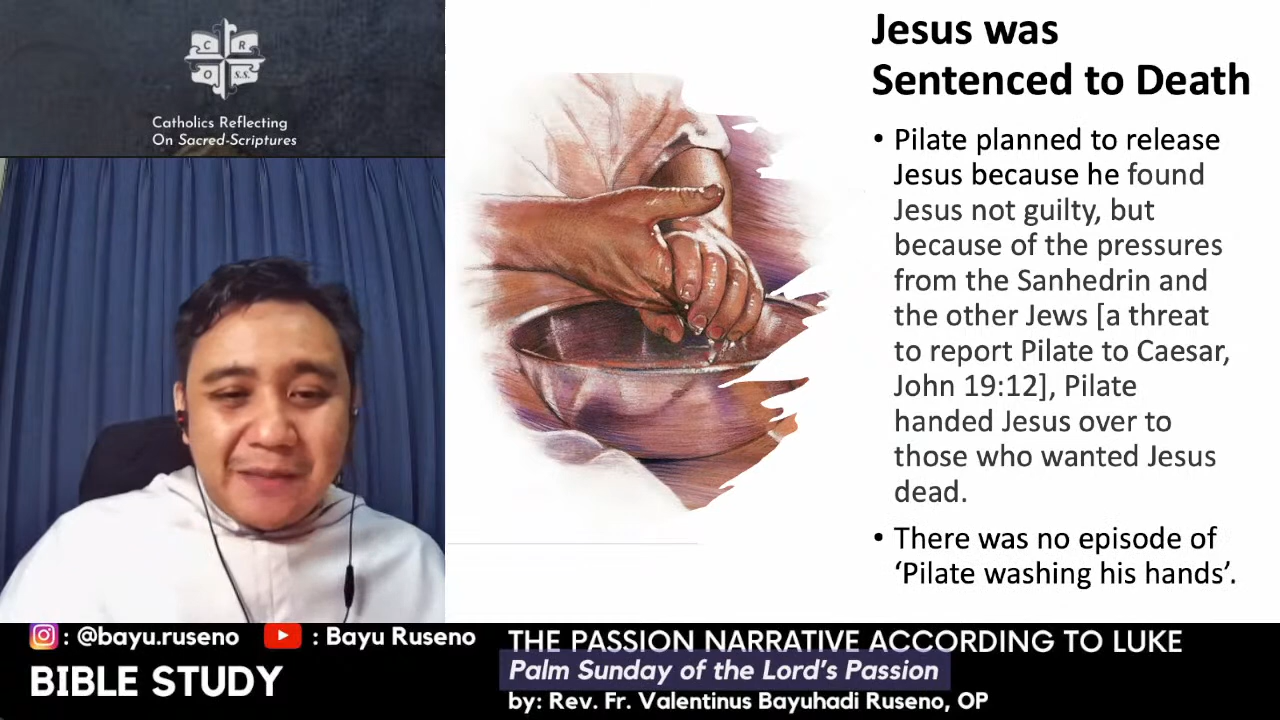 C R
O S.S.
Catholics Reflecting
On Sacred-Scriptures
Jesus was
Sentenced to Death
• Pilate planned to release
Jesus because he found
Jesus not guilty, but
because of the pressures
from the Sanhedrin and
the other Jews [a threat
to report Pilate to Caesar,
John 19:12], Pilate
handed Jesus over to
those who wanted Jesus
dead.
• There was no episode of
‘Pilate washing his hands’.
: @bayu.ruseno : Bayu Ruseno
BIBLE STUDY
THE PASSION NARRATIVE ACCORDING TO LUKE
Palm Sunday of the Lord’s Passion
by: Rev. Fr. Valentinus Bayuhadi Ruseno, OP